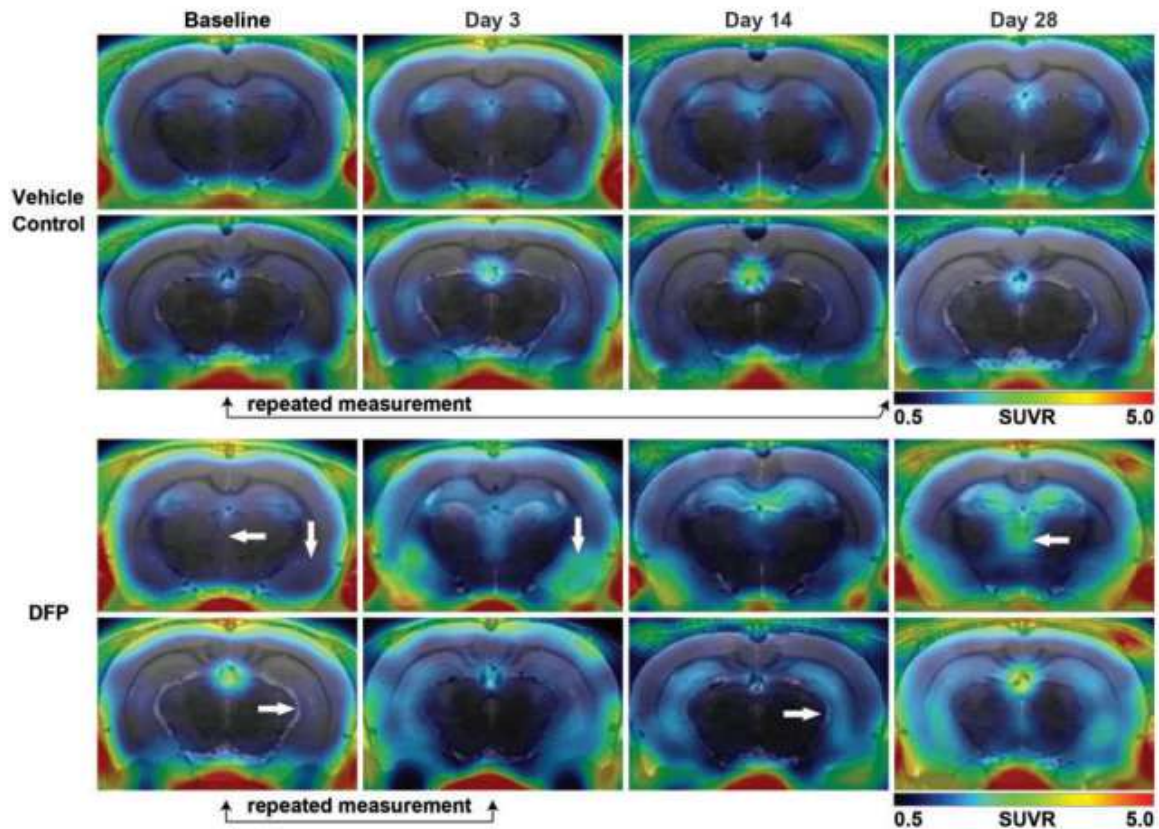 Baseline Day 3 Day 14 Day 28
Vehicle
Control
repeated measurement
0.5 SUVR 5.0
DFP
repeated measurement
0.5 SUVR 5.0